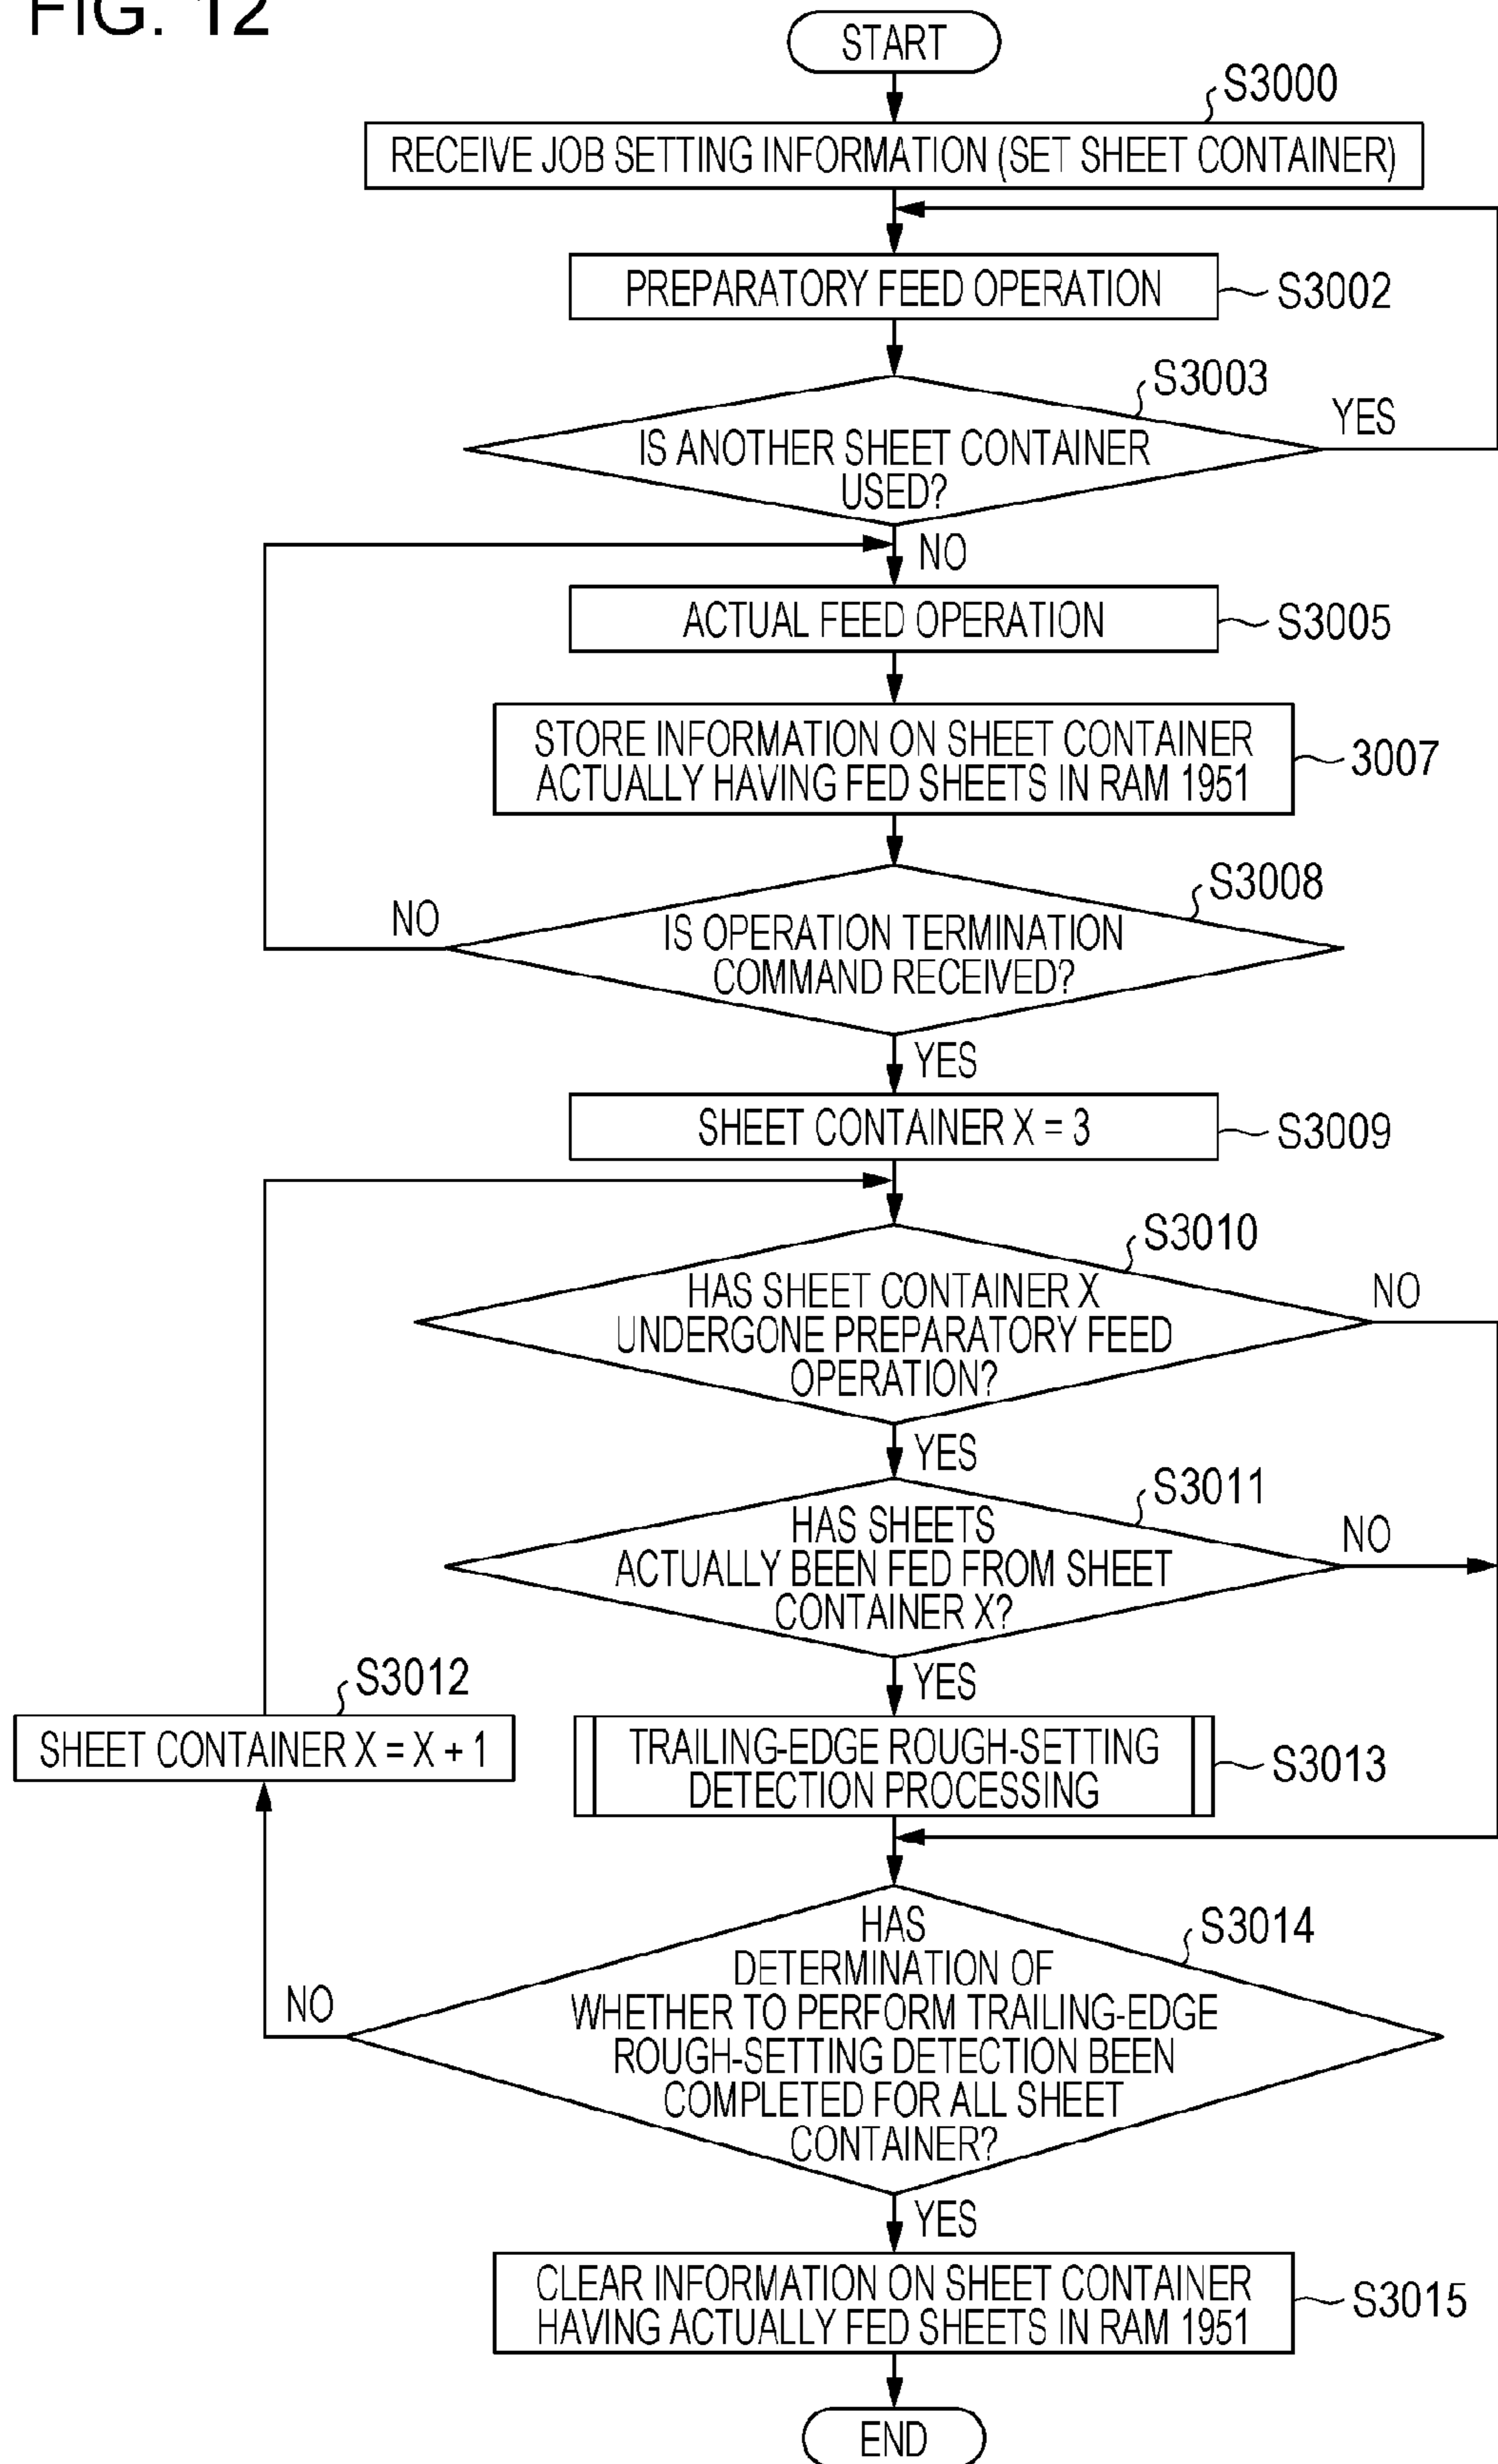 FIG. 12
START
S3000
RECEIVE JOB SETTING INFORMATION (SET SHEET CONTAINER)
PREPARATORY FEED OPERATION
S3002
S3003
YES
IS ANOTHER SHEET CONTAINER
USED?
NO
ACTUAL FEED OPERATION
S3005
STORE INFORMATION ON SHEET CONTAINER
ACTUALLY HAVING FED SHEETS IN RAM 1951
3007
S3008
NO
IS OPERATION TERMINATION
COMMAND RECEIVED?
YES
SHEET CONTAINER X = 3
S3009
S3010
HAS SHEET CONTAINER X
UNDERGONE PREPARATORY FEED
OPERATION?
NO
YES
S3011
HAS SHEETS
ACTUALLY BEEN FED FROM SHEET
CONTAINER X?
NO
YES
S3012
SHEET CONTAINER X = X + 1
TRAILING-EDGE ROUGH-SETTING
DETECTION PROCESSING
S3013
S3014
HAS
DETERMINATION OF
WHETHER TO PERFORM TRAILING-EDGE
ROUGH-SETTING DETECTION BEEN
COMPLETED FOR ALL SHEET
CONTAINER?
NO
YES
CLEAR INFORMATION ON SHEET CONTAINER
HAVING ACTUALLY FED SHEETS IN RAM 1951
S3015
END